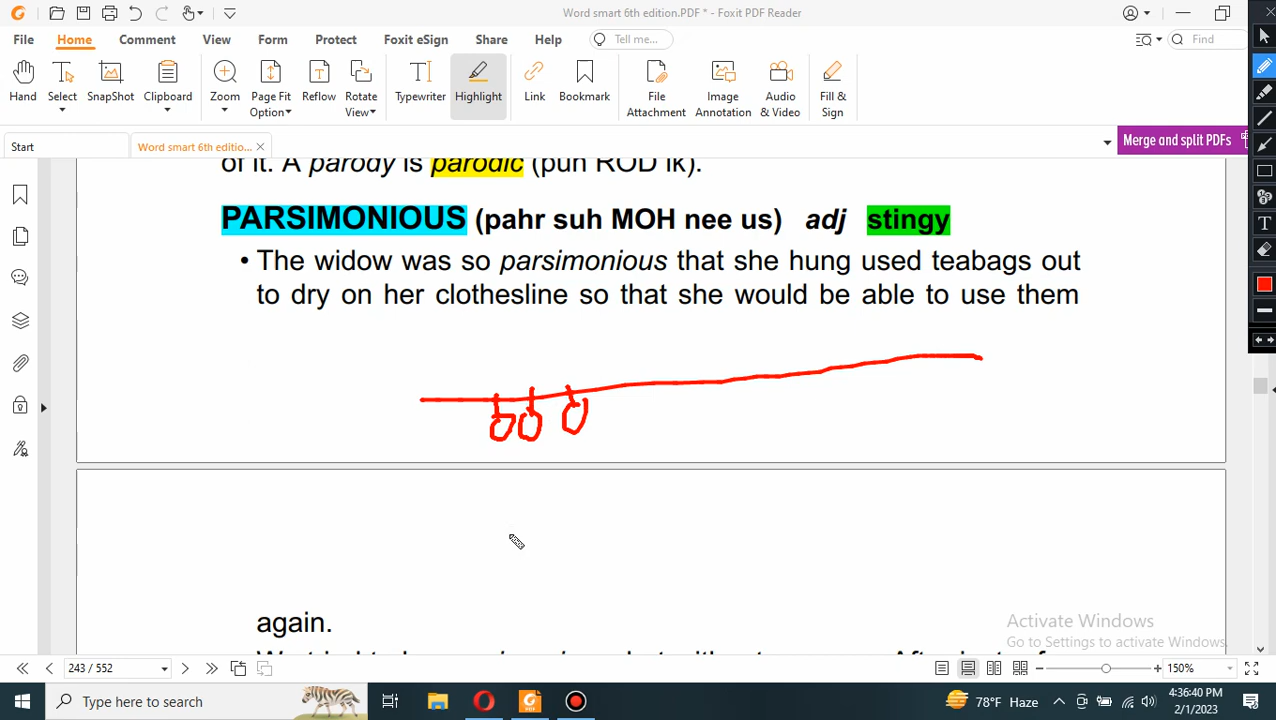 Word smart 6th edition.PDF * - Foxit PDF Reader
File Home Comment View Form Protect Foxit eSign Share Help Tell me... Find
Hand Select SnapShot Clipboard Zoom Page Fit Option Reflow Rotate View Typewriter Highlight Link Bookmark File Attachment Image Annotation Audio & Video Fill & Sign
Start Word smart 6th edition.PD... Merge and split PDFs
of it. A parody is parodic (puh ROD ik).
PARSIMONIOUS (pahr suh MOH nee us) adj stingy
• The widow was so parsimonious that she hung used teabags out
to dry on her clothesline so that she would be able to use them
again.
Activate Windows
Go to Settings to activate Windows.
243 / 552 150%
Type here to search 78°F Haze 4:36:40 PM
2/1/2023